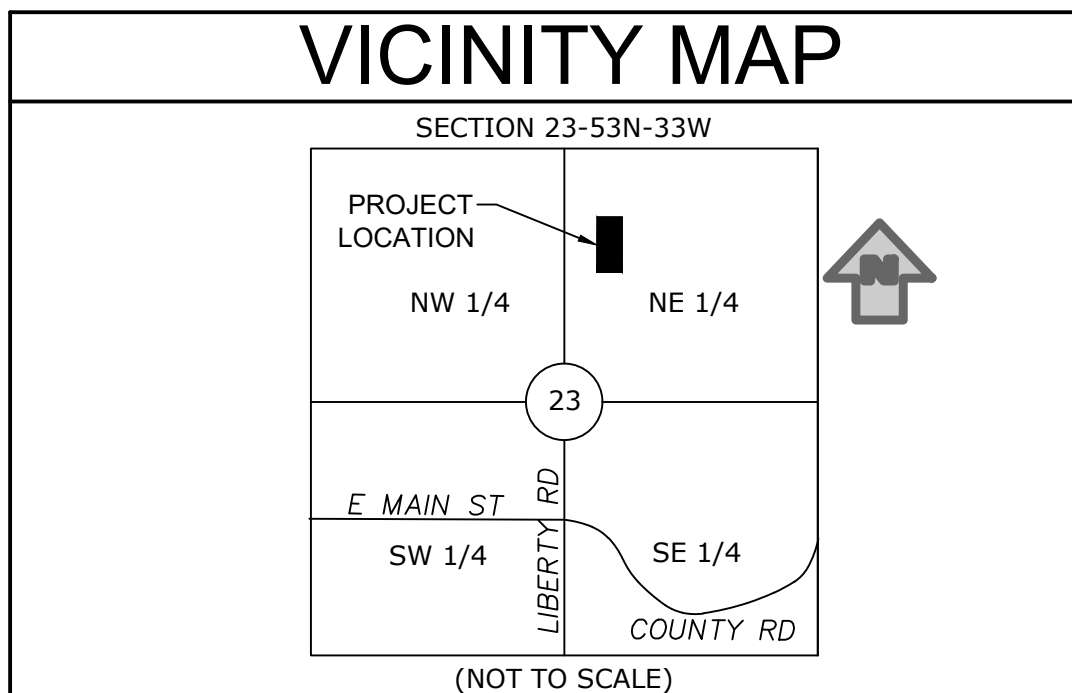 VICINITY MAP
SECTION 23-53N-33W
PROJECT
LOCATION
N
NW 1/4
NE 1/4
23
E MAIN ST
LIBERTY RD
SW 1/4
SE 1/4
COUNTY RD
(NOT TO SCALE)